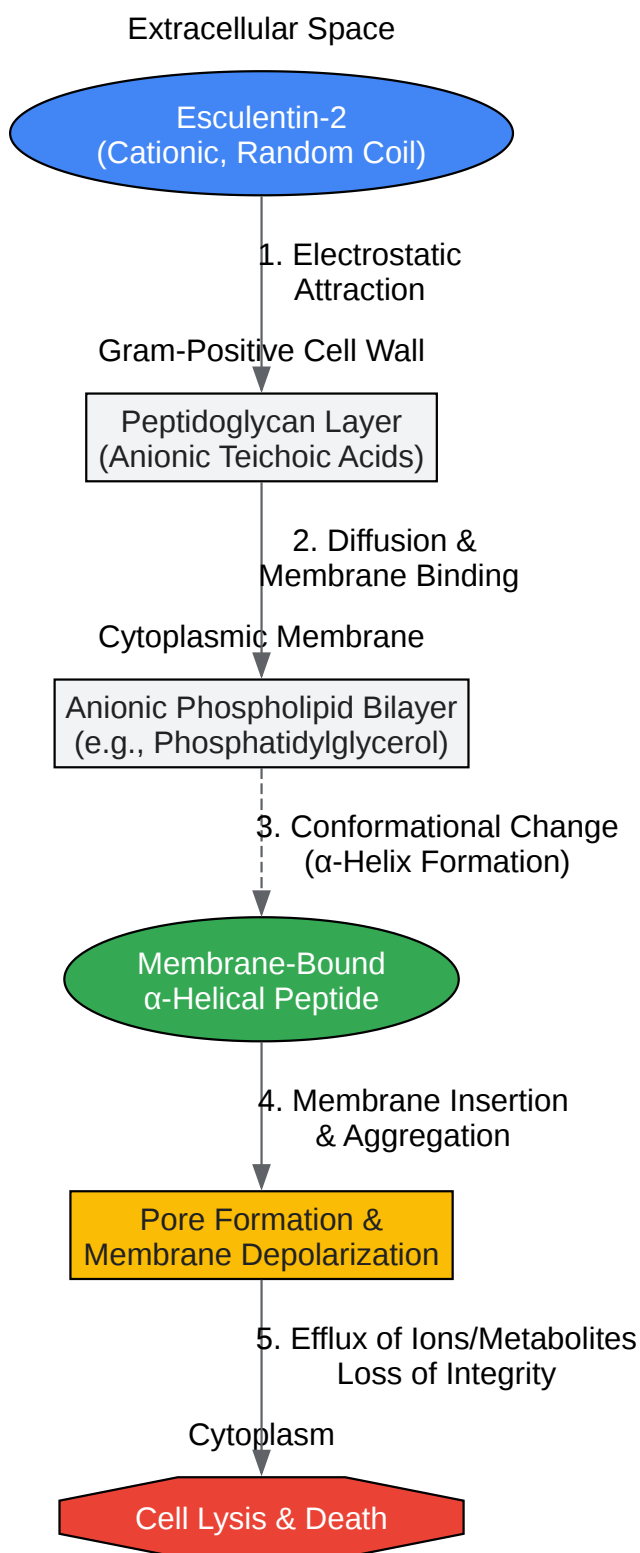 Extracellular Space
Esculentin-2
(Cationic, Random Coil)
1. Electrostatic
Attraction
Gram-Positive Cell Wall
Peptidoglycan Layer
(Anionic Teichoic Acids)
2. Diffusion &
Membrane Binding
Cytoplasmic Membrane
Anionic Phospholipid Bilayer
(e.g., Phosphatidylglycerol)
3. Conformational Change
(α-Helix Formation)
Membrane-Bound
α-Helical Peptide
4. Membrane Insertion
& Aggregation
Pore Formation &
Membrane Depolarization
5. Efflux of Ions/Metabolites
Loss of Integrity
Cytoplasm
Cell Lysis & Death